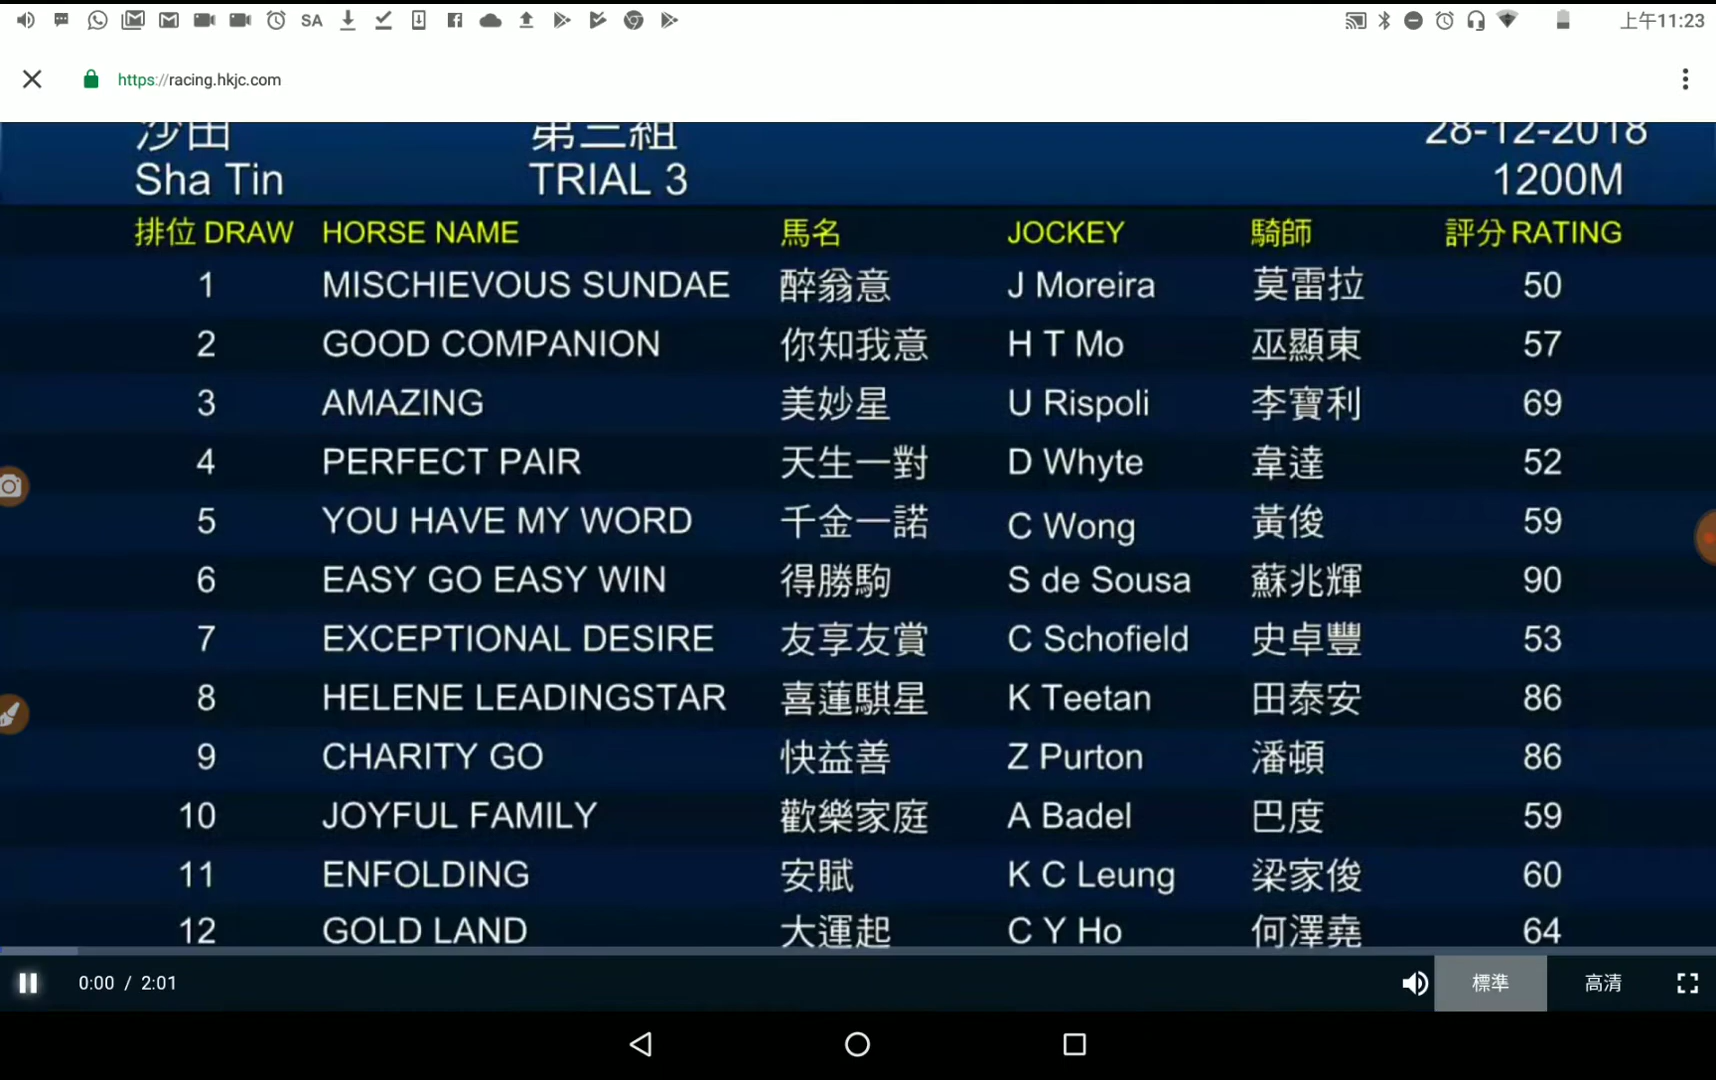 SA
上午11:23
https://racing.hkjc.com
沙田 第三組 28-12-2018
Sha Tin TRIAL 3 1200M
排位 DRAW HORSE NAME 馬名 JOCKEY 騎師 評分 RATING
1 MISCHIEVOUS SUNDAE 醉翁意 J Moreira 莫雷拉 50
2 GOOD COMPANION 你知我意 H T Mo 巫顯東 57
3 AMAZING 美妙星 U Rispoli 李寶利 69
4 PERFECT PAIR 天生一對 D Whyte 韋達 52
5 YOU HAVE MY WORD 千金一諾 C Wong 黃俊 59
6 EASY GO EASY WIN 得勝駒 S de Sousa 蘇兆輝 90
7 EXCEPTIONAL DESIRE 友享友賞 C Schofield 史卓豐 53
8 HELENE LEADINGSTAR 喜蓮騏星 K Teetan 田泰安 86
9 CHARITY GO 快益善 Z Purton 潘頓 86
10 JOYFUL FAMILY 歡樂家庭 A Badel 巴度 59
11 ENFOLDING 安賦 K C Leung 梁家俊 60
12 GOLD LAND 大運起 C Y Ho 何澤堯 64
0:00 / 2:01 標準 高清